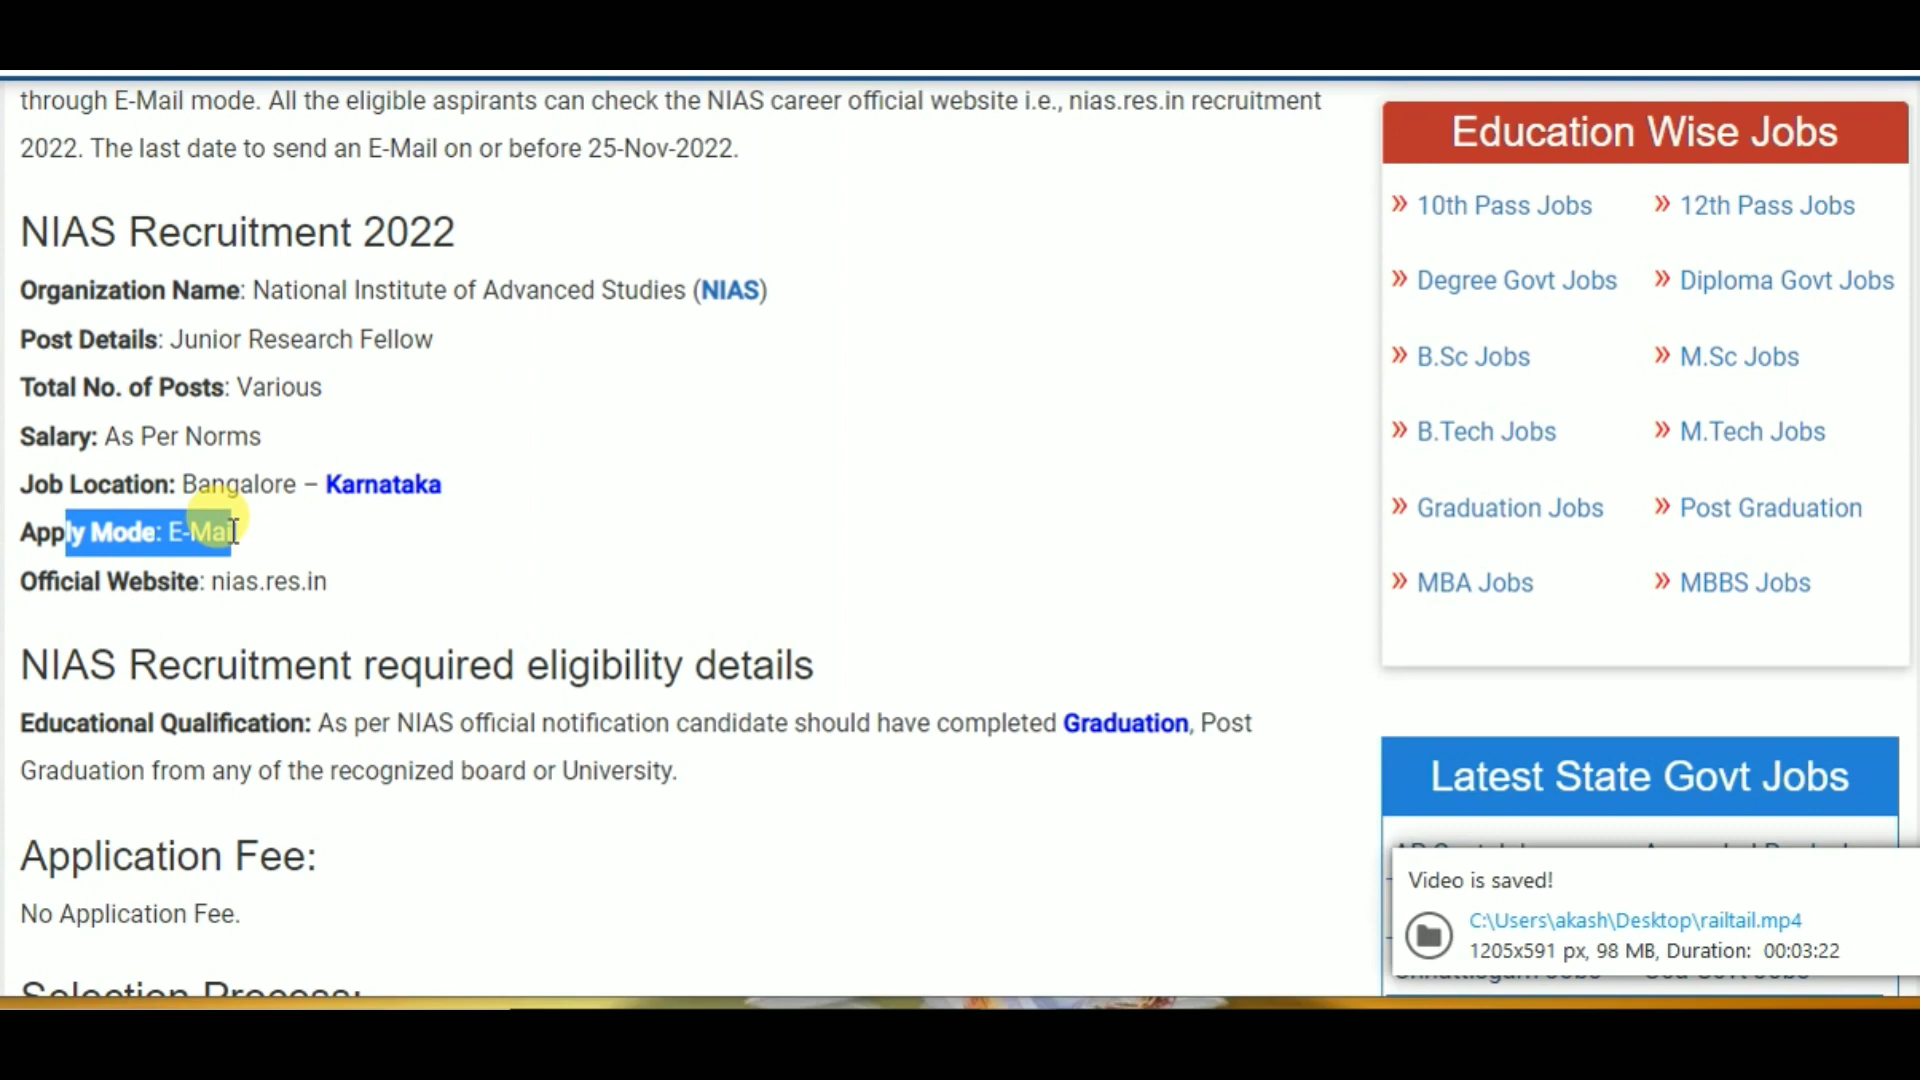 through E-Mail mode. All the eligible aspirants can check the NIAS career official website i.e., nias.res.in recruitment
2022. The last date to send an E-Mail on or before 25-Nov-2022.
NIAS Recruitment 2022
Organization Name: National Institute of Advanced Studies (NIAS)
Post Details: Junior Research Fellow
Total No. of Posts: Various
Salary: As Per Norms
Job Location: Bangalore – Karnataka
Apply Mode: E-Mail
Official Website: nias.res.in
NIAS Recruitment required eligibility details
Educational Qualification: As per NIAS official notification candidate should have completed Graduation, Post
Graduation from any of the recognized board or University.
Application Fee:
No Application Fee.
Selection Process:
Education Wise Jobs
» 10th Pass Jobs » 12th Pass Jobs
» Degree Govt Jobs » Diploma Govt Jobs
» B.Sc Jobs » M.Sc Jobs
» B.Tech Jobs » M.Tech Jobs
» Graduation Jobs » Post Graduation
» MBA Jobs » MBBS Jobs
Latest State Govt Jobs
Video is saved!
C:\Users\akash\Desktop\railtail.mp4
1205x591 px, 98 MB, Duration: 00:03:22